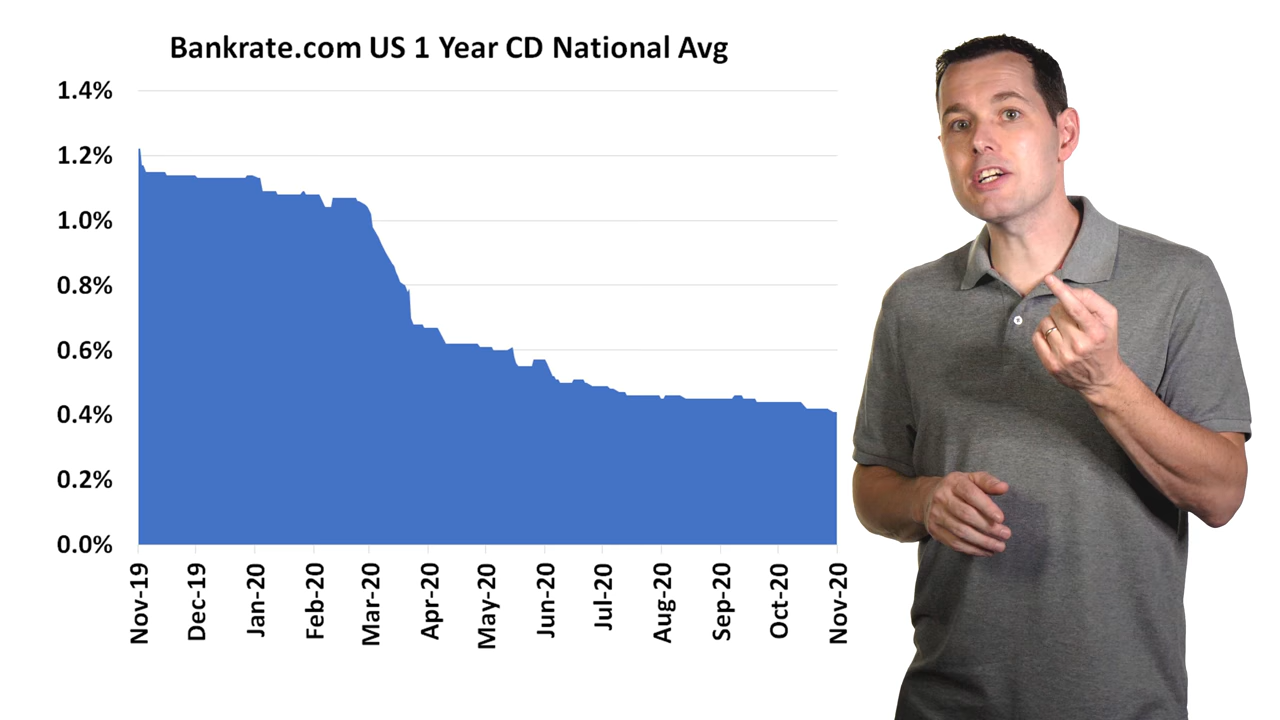 Bankrate.com US 1 Year CD National Avg
1.4%
1.2%
1.0%
0.8%
0.6%
0.4%
0.2%
0.0%
Nov-19
Dec-19
Jan-20
Feb-20
Mar-20
Apr-20
May-20
Jun-20
Jul-20
Aug-20
Sep-20
Oct-20
Nov-20